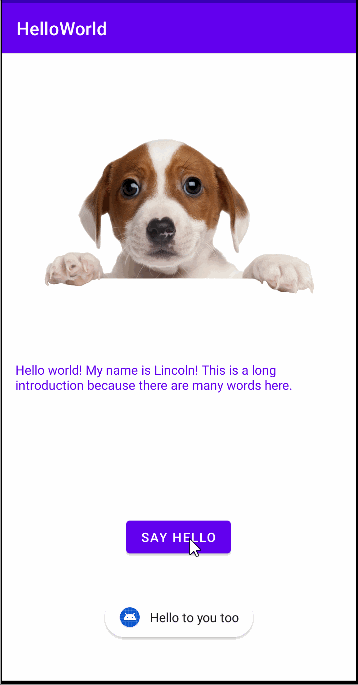 HelloWorld
Hello world! My name is Lincoln! This is a long
introduction because there are many words here.
SAY HELLO
Hello to you too